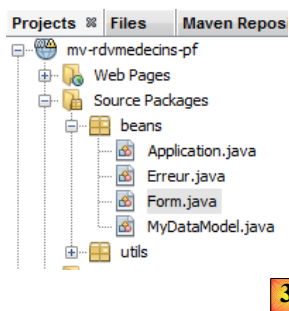 Projects Files Maven Reposi
mv-rdvmedecins-pf
Web Pages
Source Packages
beans
Application.java
Erreur.java
Form.java
MyDataModel.java
utils
3